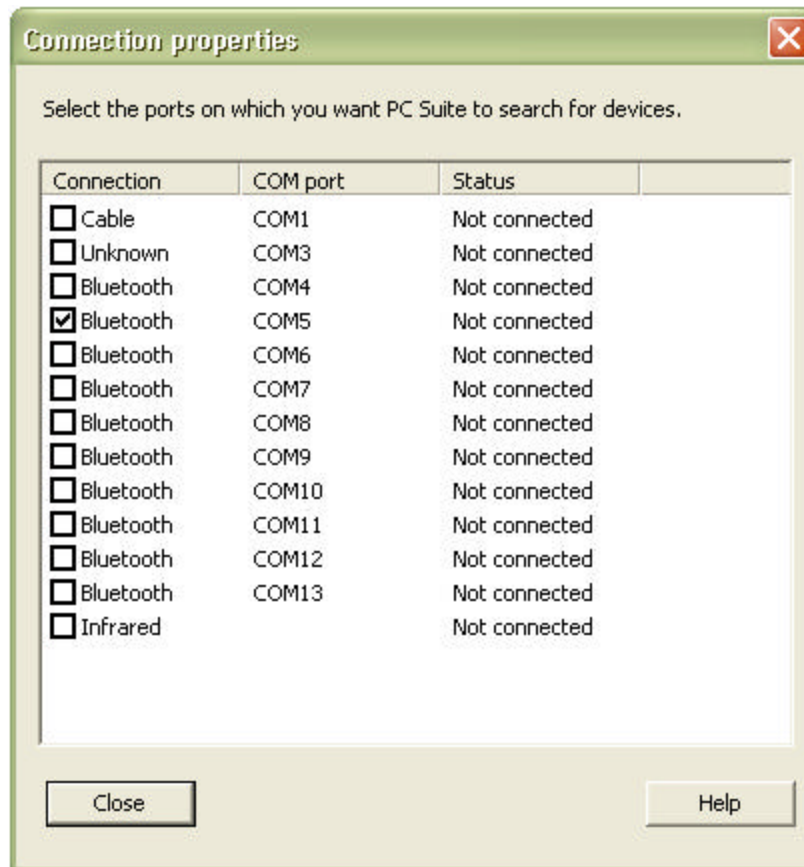 Connection properties
Select the ports on which you want PC Suite to search for devices.
Connection COM port Status
Cable COM1 Not connected
Unknown COM3 Not connected
Bluetooth COM4 Not connected
Bluetooth COM5 Not connected
Bluetooth COM6 Not connected
Bluetooth COM7 Not connected
Bluetooth COM8 Not connected
Bluetooth COM9 Not connected
Bluetooth COM10 Not connected
Bluetooth COM11 Not connected
Bluetooth COM12 Not connected
Bluetooth COM13 Not connected
Infrared Not connected
Close Help